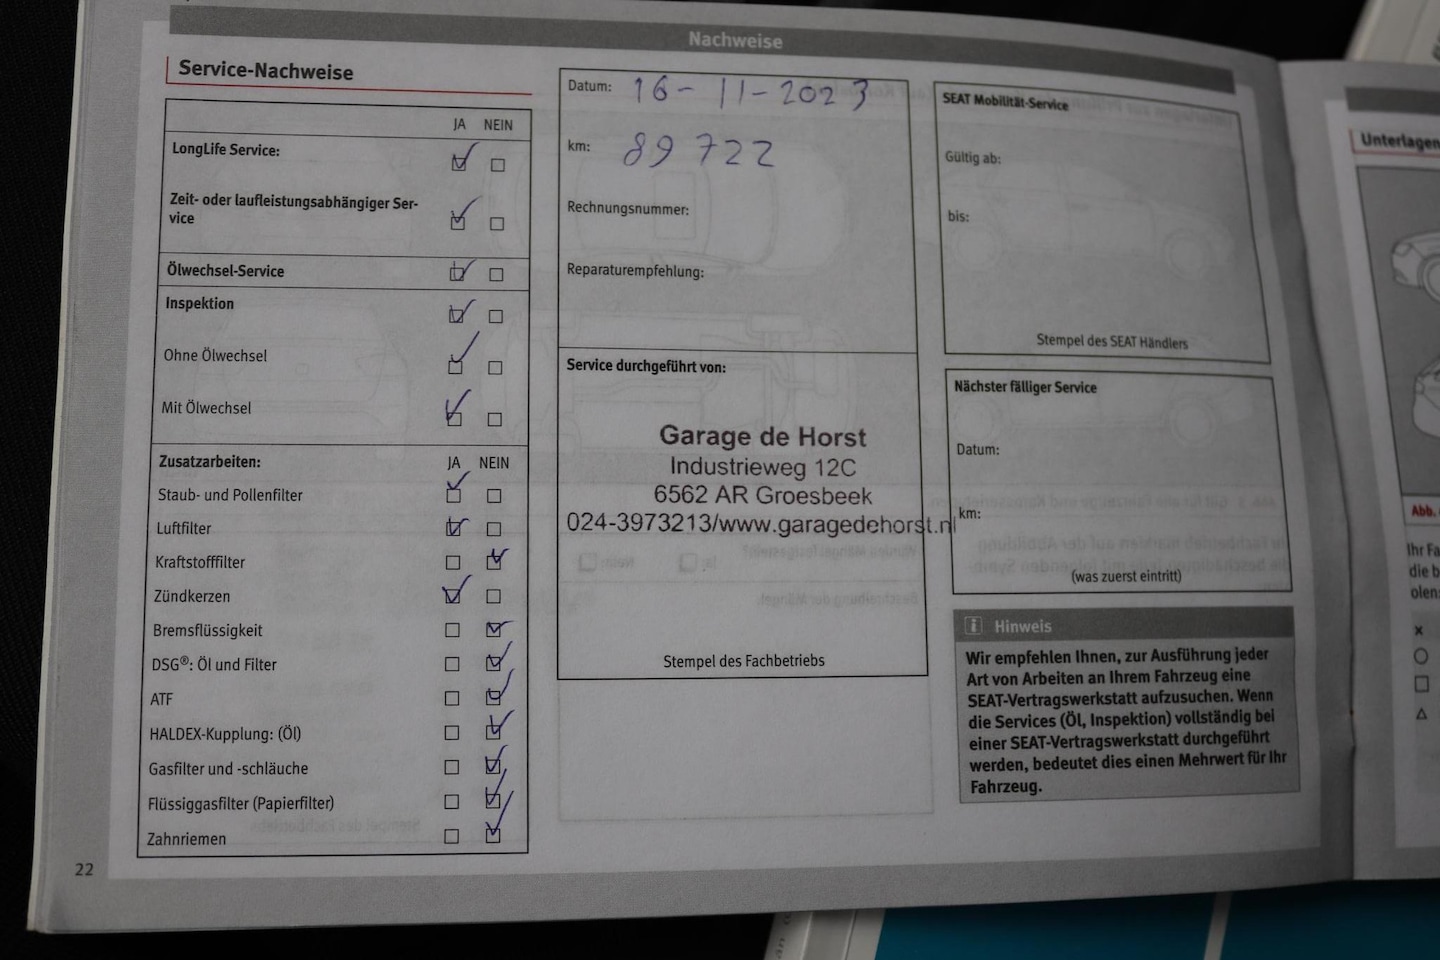 Nachweise
Service-Nachweise
JA NEIN
LongLife Service:
Zeit- oder laufleistungsabhängiger Ser-
vice
Ölwechsel-Service
Inspektion
Ohne Ölwechsel
Mit Ölwechsel
Zusatzarbeiten: JA NEIN
Staub- und Pollenfilter
Luftfilter
Kraftstofffilter
Zündkerzen
Bremsflüssigkeit
DSG®: Öl und Filter
ATF
HALDEX-Kupplung: (Öl)
Gasfilter und -schläuche
Flüssiggasfilter (Papierfilter)
Zahnriemen
22
Datum: 16-11-2023
km: 89 722
Rechnungsnummer:
Reparaturempfehlung:
Service durchgeführt von:
Garage de Horst
Industrieweg 12C
6562 AR Groesbeek
024-3973213/www.garagedehorst.nl
Stempel des Fachbetriebs
SEAT Mobilität-Service
Gültig ab:
bis:
Stempel des SEAT Händlers
Nächster fälliger Service
Datum:
km:
(was zuerst eintritt)
Hinweis
Wir empfehlen Ihnen, zur Ausführung jeder
Art von Arbeiten an Ihrem Fahrzeug eine
SEAT-Vertragswerkstatt aufzusuchen. Wenn
die Services (Öl, Inspektion) vollständig bei
einer SEAT-Vertragswerkstatt durchgeführt
werden, bedeutet dies einen Mehrwert für Ihr
Fahrzeug.
Unterlagen
Abb.
Ihr Fa
die b
olen: